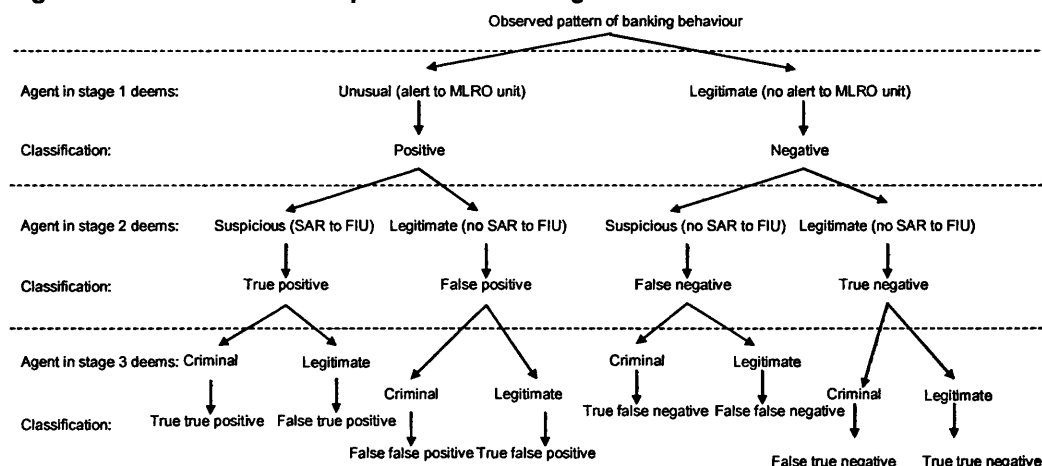 Observed pattern of banking behaviour
Agent in stage 1 deems: Unusual (alert to MLRO unit) Legitimate (no alert to MLRO unit)
Classification: Positive Negative
Agent in stage 2 deems: Suspicious (SAR to FIU) Legitimate (no SAR to FIU) Suspicious (no SAR to FIU) Legitimate (no SAR to FIU)
Classification: True positive False positive False negative True negative
Agent in stage 3 deems: Criminal Legitimate Criminal Legitimate
Criminal Legitimate Criminal Legitimate
True false negative False false negative
Classification: True true positive False true positive
False false positive True false positive False true negative True true negative